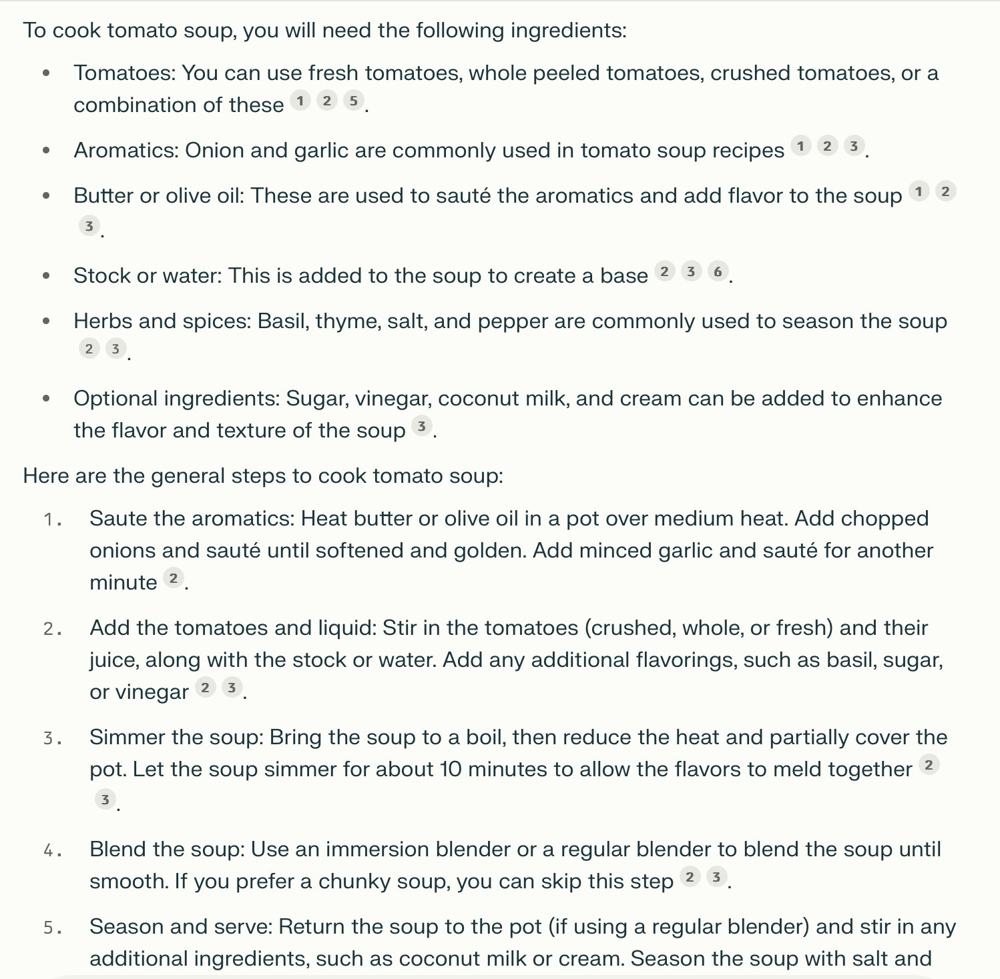 To cook tomato soup, you will need the following ingredients:
• Tomatoes: You can use fresh tomatoes, whole peeled tomatoes, crushed tomatoes, or a
combination of these 1 2 5.
• Aromatics: Onion and garlic are commonly used in tomato soup recipes 1 2 3.
• Butter or olive oil: These are used to sauté the aromatics and add flavor to the soup 1 2
3.
• Stock or water: This is added to the soup to create a base 2 3 6.
• Herbs and spices: Basil, thyme, salt, and pepper are commonly used to season the soup
2 3.
• Optional ingredients: Sugar, vinegar, coconut milk, and cream can be added to enhance
the flavor and texture of the soup 3.
Here are the general steps to cook tomato soup:
1. Saute the aromatics: Heat butter or olive oil in a pot over medium heat. Add chopped
onions and sauté until softened and golden. Add minced garlic and sauté for another
minute 2.
2. Add the tomatoes and liquid: Stir in the tomatoes (crushed, whole, or fresh) and their
juice, along with the stock or water. Add any additional flavorings, such as basil, sugar,
or vinegar 2 3.
3. Simmer the soup: Bring the soup to a boil, then reduce the heat and partially cover the
pot. Let the soup simmer for about 10 minutes to allow the flavors to meld together 2
3.
4. Blend the soup: Use an immersion blender or a regular blender to blend the soup until
smooth. If you prefer a chunky soup, you can skip this step 2 3.
5. Season and serve: Return the soup to the pot (if using a regular blender) and stir in any
additional ingredients, such as coconut milk or cream. Season the soup with salt and